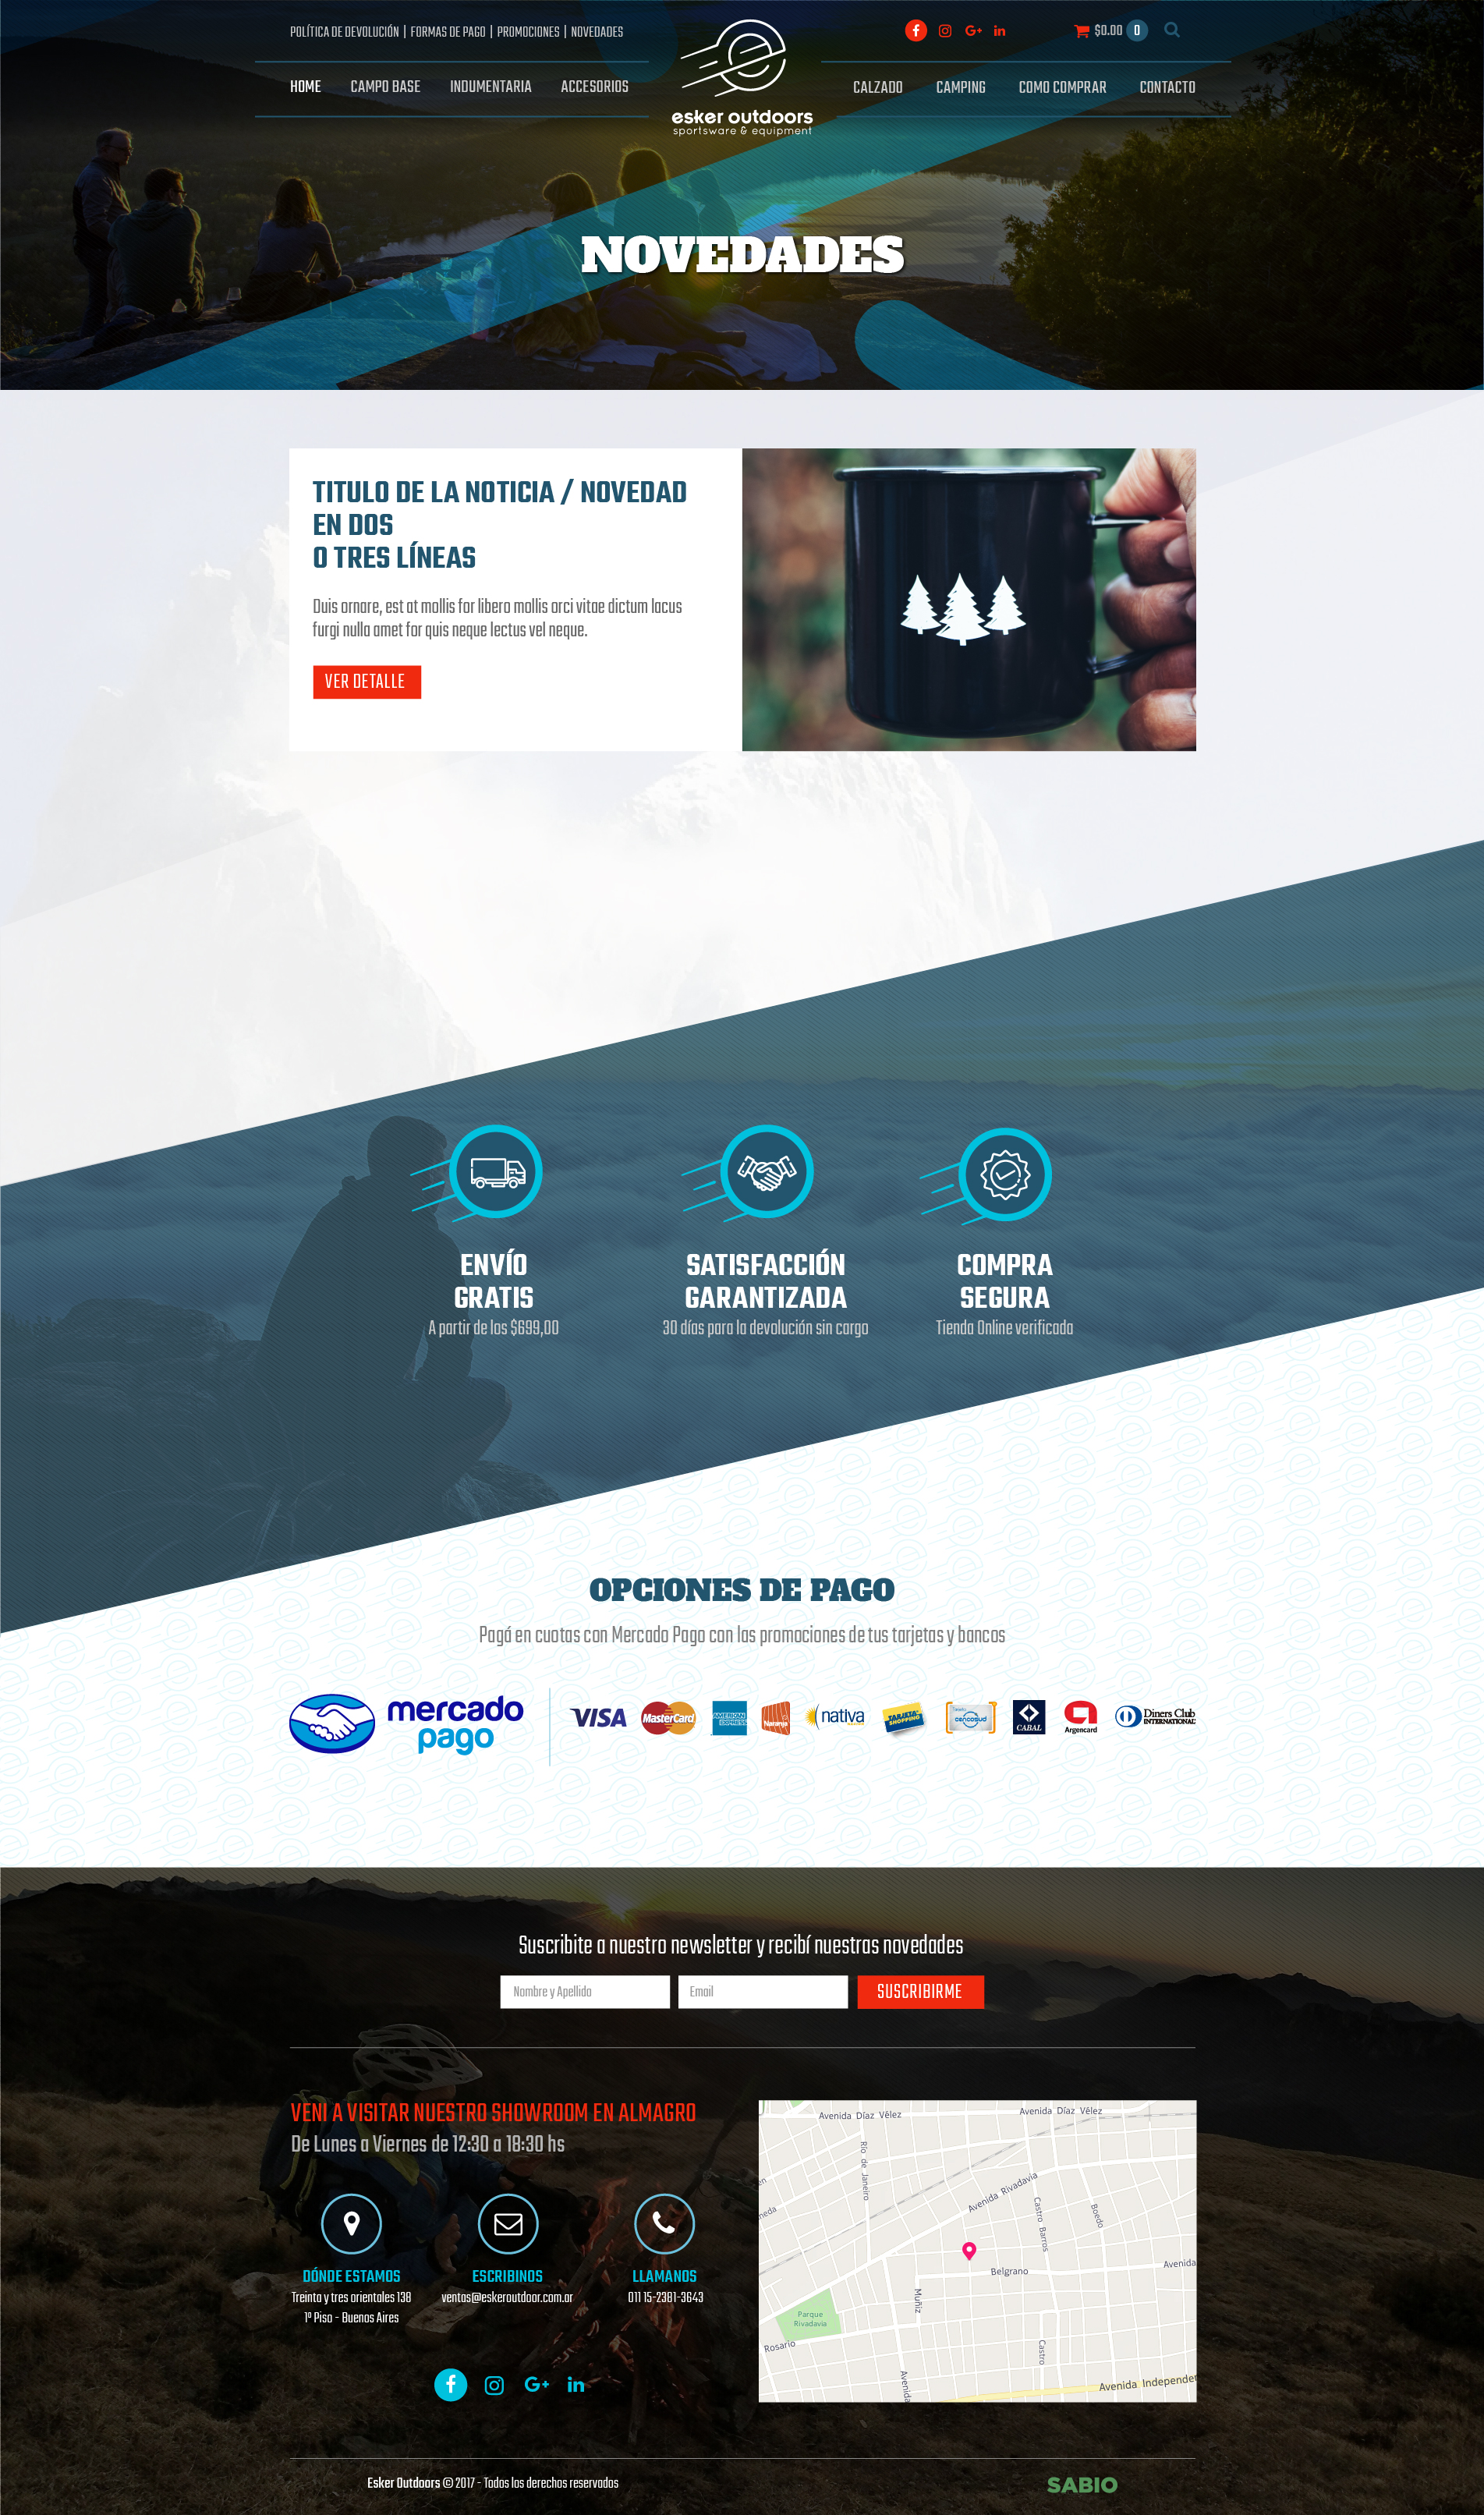 POLÍTICA DE DEVOLUCIÓN | FORMAS DE PAGO | PROMOCIONES | NOVEDADES
$0.00 0
HOME CAMPO BASE INDUMENTARIA ACCESORIOS
esker outdoors
sportsware & equipment
CALZADO CAMPING COMO COMPRAR CONTACTO
NOVEDADES
TITULO DE LA NOTICIA / NOVEDAD
EN DOS
O TRES LÍNEAS
Duis ornare, est at mollis for libero mollis orci vitae dictum lacus
furgi nulla amet for quis neque lectus vel neque.
VER DETALLE
ENVÍO
GRATIS
A partir de los $699,00
SATISFACCIÓN
GARANTIZADA
30 días para la devolución sin cargo
COMPRA
SEGURA
Tienda Online verificada
OPCIONES DE PAGO
Pagá en cuotas con Mercado Pago con las promociones de tus tarjetas y bancos
mercado
pago
VISA
MasterCard
AMERICAN
EXPRESS
Naranja
nativa
TARJETA
SHOPPING
cencosud
CABAL
Argencard
Diners Club
INTERNATIONAL
Suscribite a nuestro newsletter y recibí nuestras novedades
Nombre y Apellido
Email
SUSCRIBIRME
VENI A VISITAR NUESTRO SHOWROOM EN ALMAGRO
De Lunes a Viernes de 12:30 a 18:30 hs
DÓNDE ESTAMOS
Treinta y tres orientales 138
1º Piso - Buenos Aires
ESCRIBINOS
ventas@eskeroutdoor.com.ar
LLAMANOS
011 15-2381-3643
Avenida Díaz Vélez
Avenida Díaz Vélez
Río de Janeiro
Avenida Rivadavia
Castro Barros
Boedo
Avenida
Belgrano
Muñiz
Parque
Rivadavia
Rosario
Castro
Avenida
Avenida Independen
Esker Outdoors © 2017 - Todos los derechos reservados
SABIO